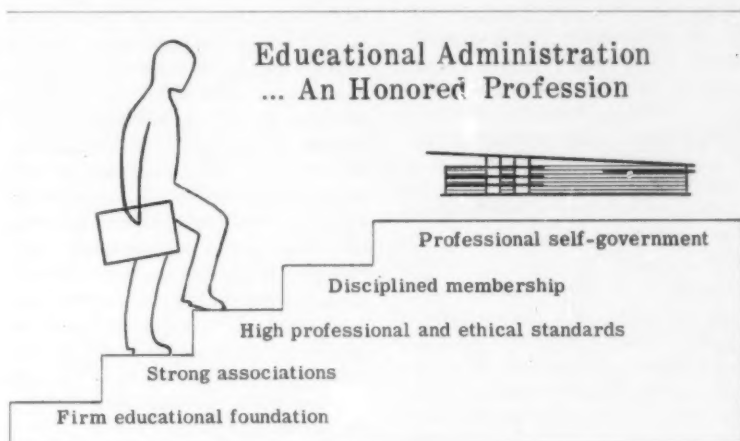 Educational Administration
... An Honored Profession
Professional self-government
Disciplined membership
High professional and ethical standards
Strong associations
Firm educational foundation